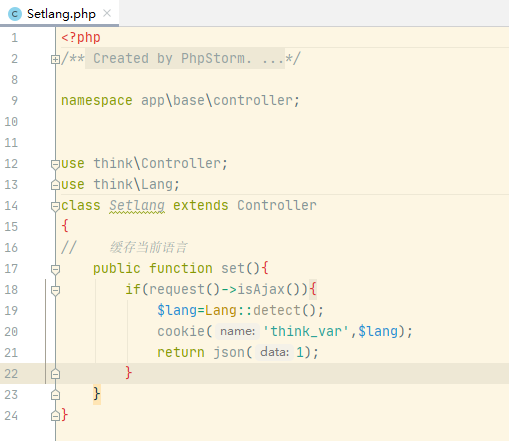 Setlang.php
1 <?php
2 /** Created by PhpStorm. ...*/
8
9 namespace app\base\controller;
10
11
12 use think\Controller;
13 use think\Lang;
14 class Setlang extends Controller
15 {
16 // 缓存当前语言
17 public function set(){
18 if(request()->isAjax()){
19 $lang=Lang::detect();
20 cookie( name: 'think_var',$lang);
21 return json( data: 1);
22 }
23 }
24 }